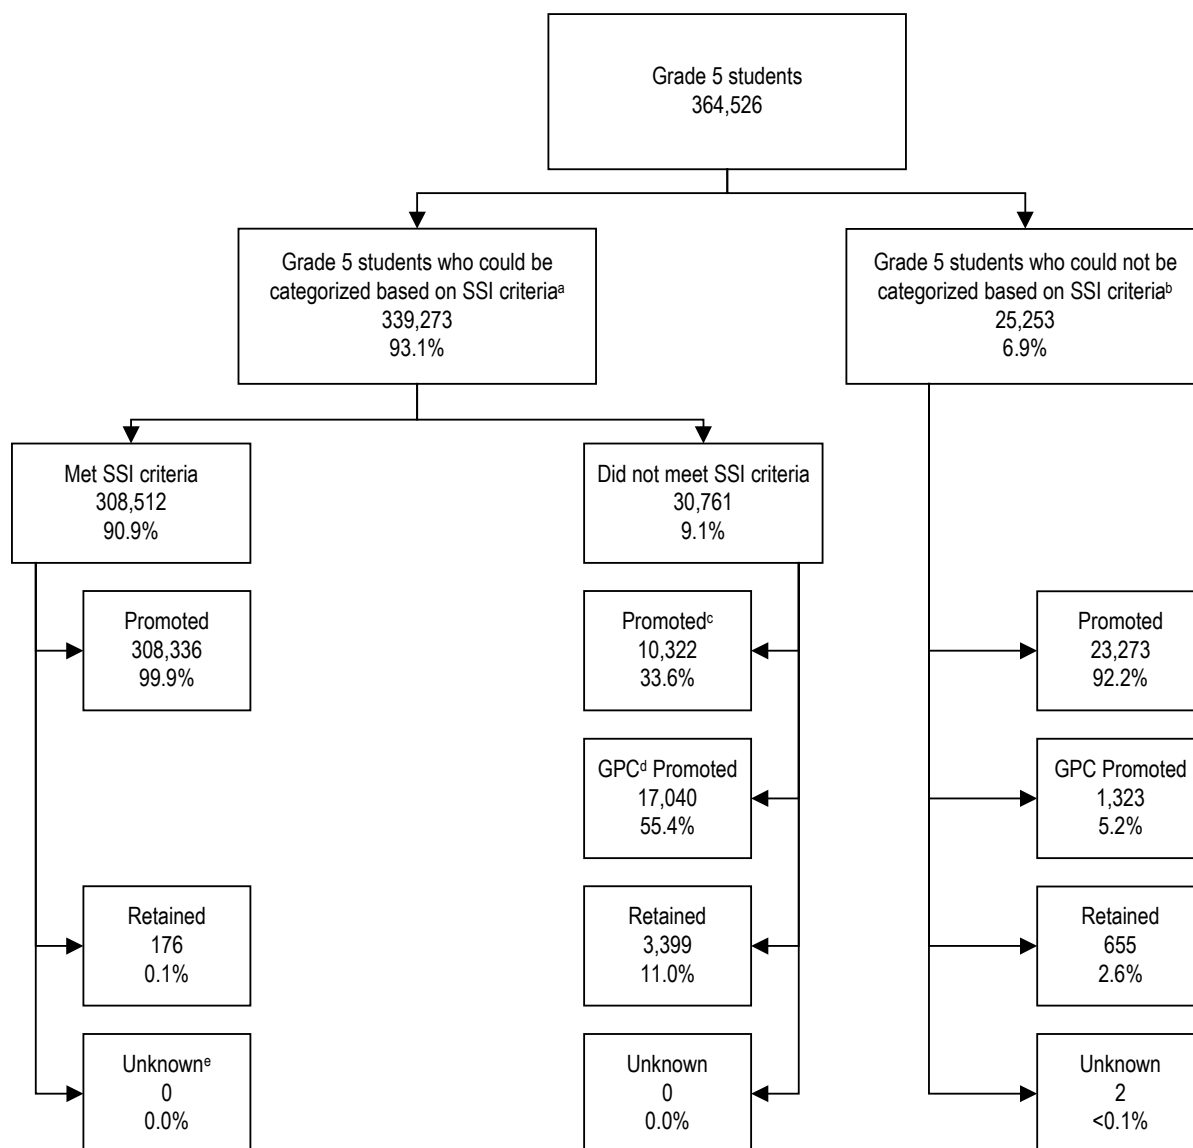 Grade 5 students
364,526
Grade 5 students who could be
categorized based on SSI criteriaᵃ
339,273
93.1%
Grade 5 students who could not be
categorized based on SSI criteriaᵇ
25,253
6.9%
Met SSI criteria
308,512
90.9%
Did not meet SSI criteria
30,761
9.1%
Promoted
308,336
99.9%
Promotedᶜ
10,322
33.6%
Promoted
23,273
92.2%
GPCᵈ Promoted
17,040
55.4%
GPC Promoted
1,323
5.2%
Retained
176
0.1%
Retained
3,399
11.0%
Retained
655
2.6%
Unknownᵉ
0
0.0%
Unknown
0
0.0%
Unknown
2
<0.1%